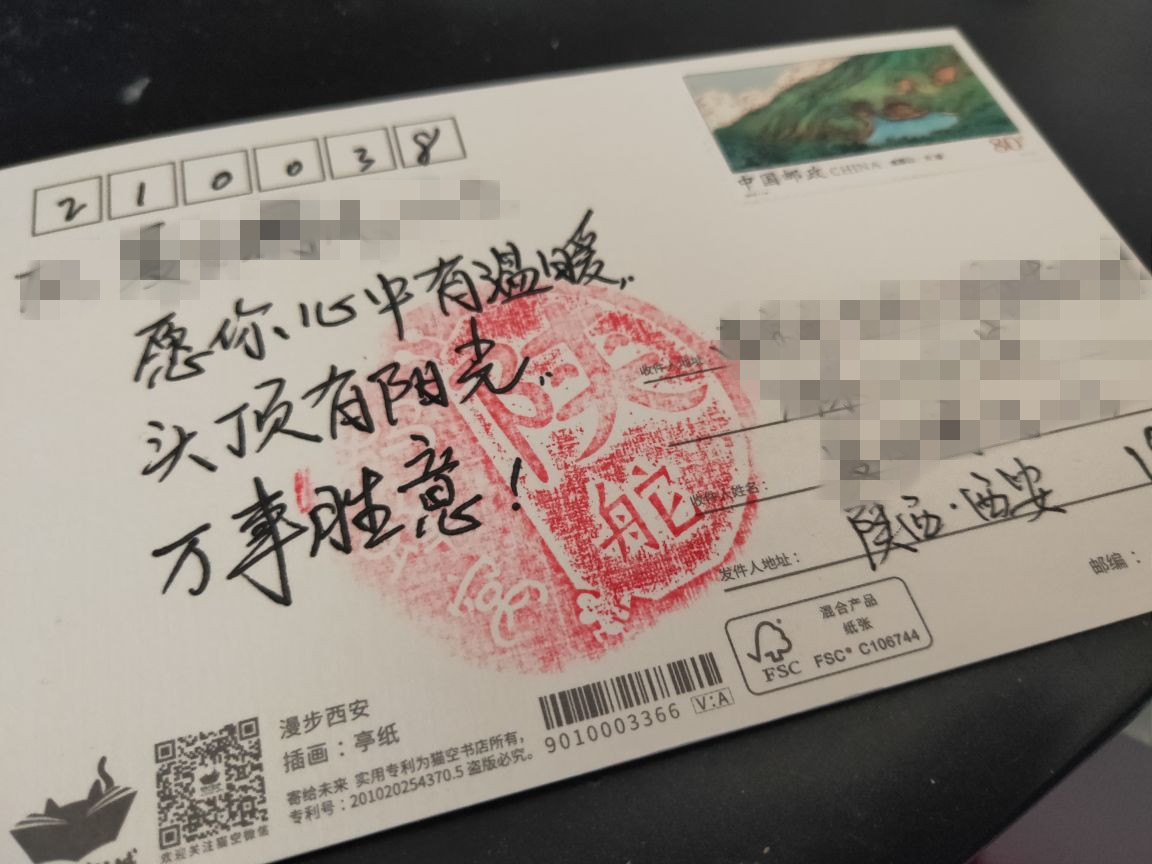 210038
中国邮政 CHINA
80
愿你心中有温暖,
头顶有阳光.
万事胜意!
陕
收件人地址:
收件人姓名:
发件人地址:
陕西·西安
邮编:
混合产品
纸张
FSC
FSC® C106744
9010003366 V:A
漫步西安
插画:亭纸
寄给未来 实用专利为猫空书店所有,
专利号:201020254370.5 盗版必究。
欢迎关注猫空微信